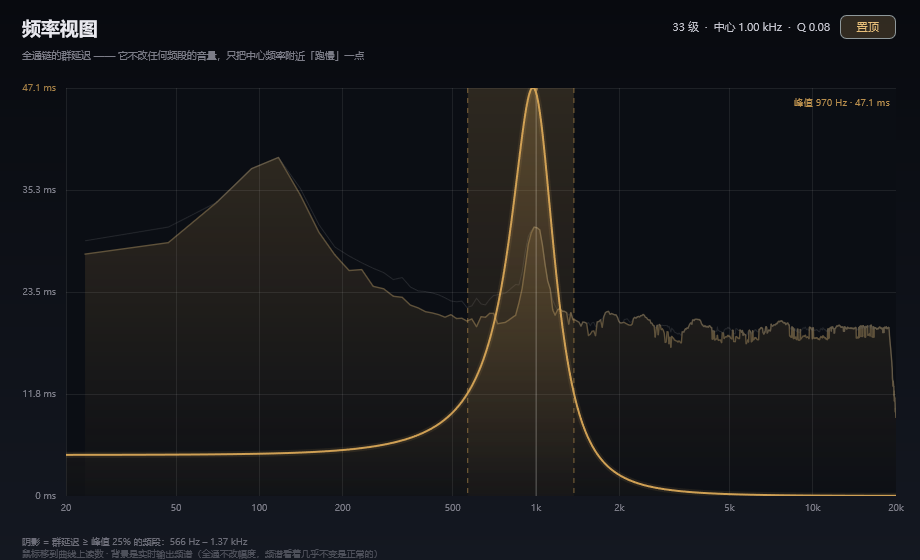 频率视图
33 级 · 中心 1.00 kHz · Q 0.08
置顶
全通链的群延迟 —— 它不改任何频段的音量，只把中心频率附近「跑慢」一点
47.1 ms
峰值 970 Hz · 47.1 ms
35.3 ms
23.5 ms
11.8 ms
0 ms
20 50 100 200 500 1k 2k 5k 10k 20k
阴影 = 群延迟 ≥ 峰值 25% 的频段：566 Hz – 1.37 kHz
鼠标移到曲线上读数 · 背景是实时输出频谱（全通不改幅度，频谱看着几乎不变是正常的）